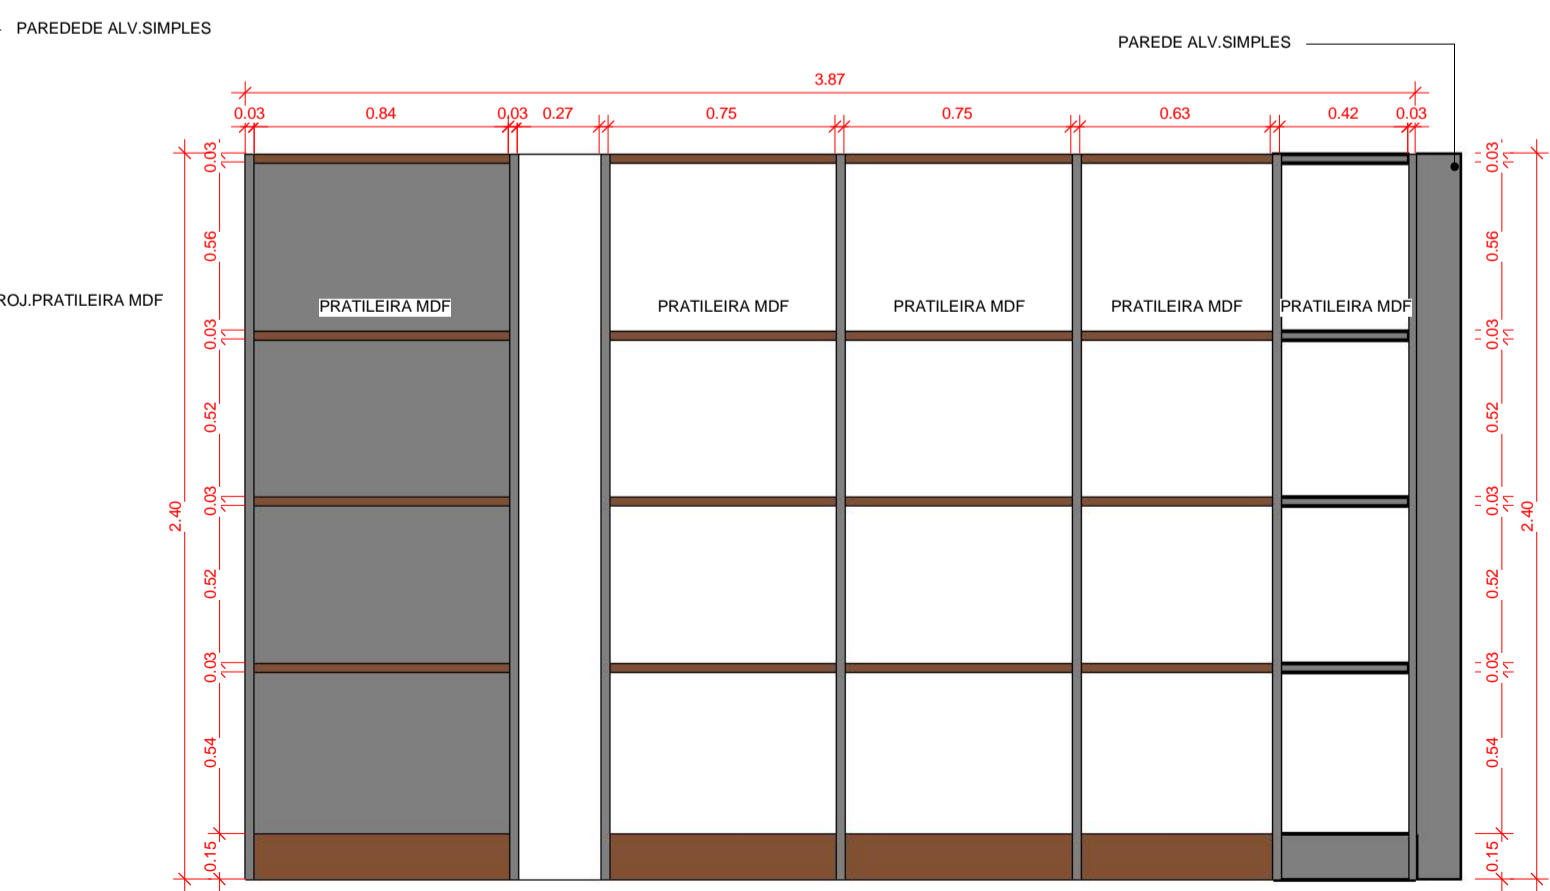 PAREDEDE ALV.SIMPLES
PAREDE ALV.SIMPLES
3.87
0.03 0.84 0.03 0.27 0.75 0.75 0.63 0.42 0.03
0.03 0.03
0.56 0.56
ROJ.PRATILEIRA MDF
PRATILEIRA MDF PRATILEIRA MDF PRATILEIRA MDF PRATILEIRA MDF PRATILEIRA MDF
0.03 0.03
0.52 0.52
0.03 0.03
2.40 2.40
0.52 0.52
0.03 0.03
0.54 0.54
0.15 0.15